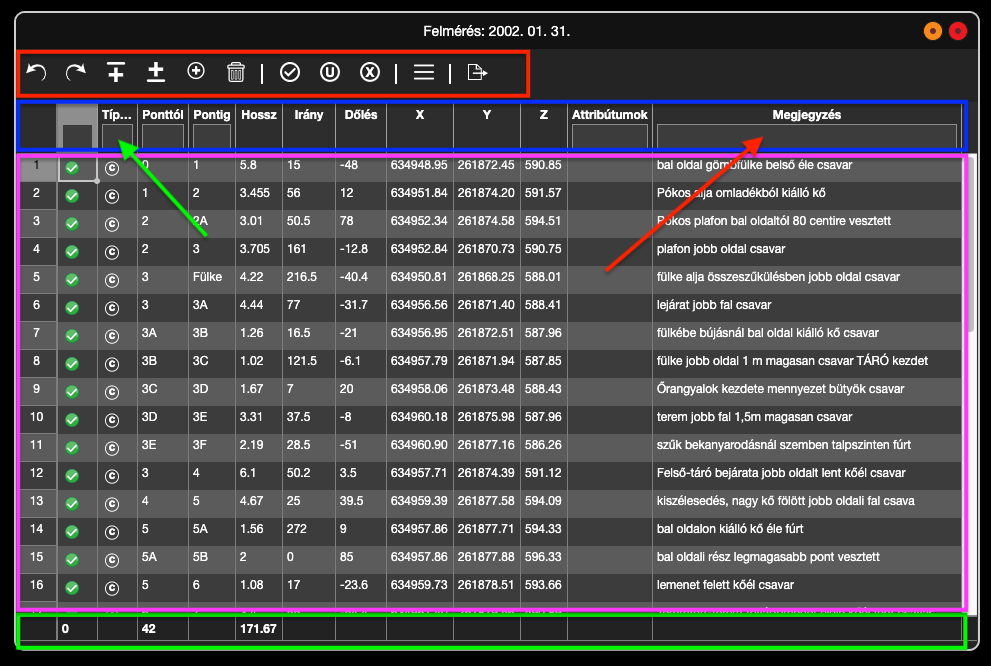 Felmérés: 2002. 01. 31.
Típ... Ponttól Pontig Hossz Irány Dőlés X Y Z Attribútumok Megjegyzés
1 C 0 1 5.8 15 -48 634948.95 261872.45 590.85 bal oldal gömbfülke belső éle csavar
2 C 1 2 3.455 56 12 634951.84 261874.20 591.57 Pókos alja omladékból kiálló kő
3 C 2 2A 3.01 50.5 78 634952.34 261874.58 594.51 Pókos plafon bal oldaltól 80 centire vesztett
4 C 2 3 3.705 161 -12.8 634952.84 261870.73 590.75 plafon jobb oldal csavar
5 C 3 Fülke 4.22 216.5 -40.4 634950.81 261868.25 588.01 fülke alja összeszűkülésben jobb oldal csavar
6 C 3 3A 4.44 77 -31.7 634956.56 261871.40 588.41 lejárat jobb fal csavar
7 C 3A 3B 1.26 16.5 -21 634956.95 261872.51 587.96 fülkébe bújásnál bal oldal kiálló kő csavar
8 C 3B 3C 1.02 121.5 -6.1 634957.79 261871.94 587.85 fülke jobb oldal 1 m magasan csavar TÁRÓ kezdet
9 C 3C 3D 1.67 7 20 634958.06 261873.48 588.43 Őrangyalok kezdete mennyezet bütyök csavar
10 C 3D 3E 3.31 37.5 -8 634960.18 261875.98 587.96 terem jobb fal 1,5m magasan csavar
11 C 3E 3F 2.19 28.5 -51 634960.90 261877.16 586.26 szűk bekanyarodásnál szemben talpszinten fúrt
12 C 3 4 6.1 50.2 3.5 634957.71 261874.39 591.12 Felső-táró bejárata jobb oldalt lent kőél csavar
13 C 4 5 4.67 25 39.5 634959.39 261877.58 594.09 kiszélesedés, nagy kő fölött jobb oldali fal csava
14 C 5 5A 1.56 272 9 634957.86 261877.71 594.33 bal oldalon kiálló kő éle fúrt
15 C 5A 5B 2 0 85 634957.86 261877.88 596.33 bal oldali rész legmagasabb pont vesztett
16 C 5 6 1.08 17 -23.6 634959.73 261878.51 593.66 lemenet felett kőél csavar
0 42 171.67